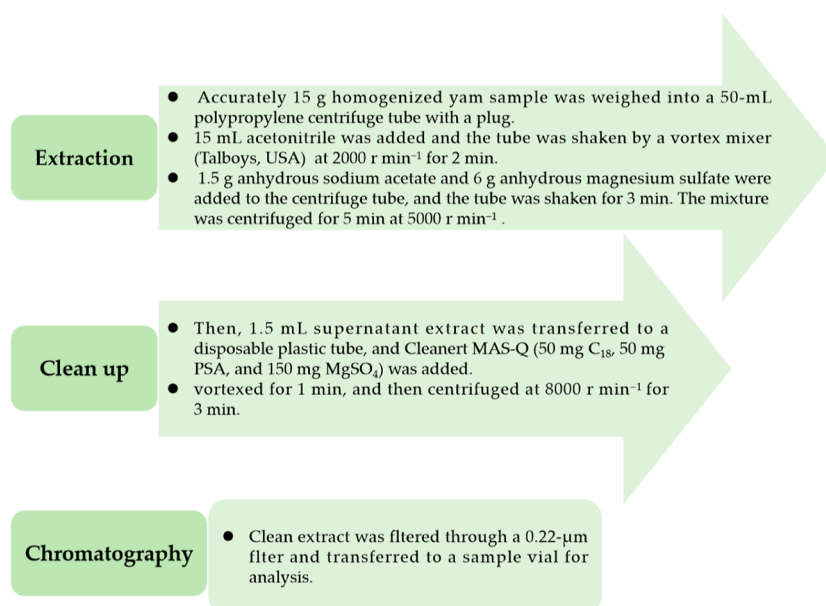 Extraction
● Accurately 15 g homogenized yam sample was weighed into a 50-mL
polypropylene centrifuge tube with a plug.
● 15 mL acetonitrile was added and the tube was shaken by a vortex mixer
(Talboys, USA) at 2000 r min⁻¹ for 2 min.
● 1.5 g anhydrous sodium acetate and 6 g anhydrous magnesium sulfate were
added to the centrifuge tube, and the tube was shaken for 3 min. The mixture
was centrifuged for 5 min at 5000 r min⁻¹ .
Clean up
● Then, 1.5 mL supernatant extract was transferred to a
disposable plastic tube, and Cleanert MAS-Q (50 mg C₁₈, 50 mg
PSA, and 150 mg MgSO₄) was added.
● vortexed for 1 min, and then centrifuged at 8000 r min⁻¹ for
3 min.
Chromatography
● Clean extract was fltered through a 0.22-μm
flter and transferred to a sample vial for
analysis.